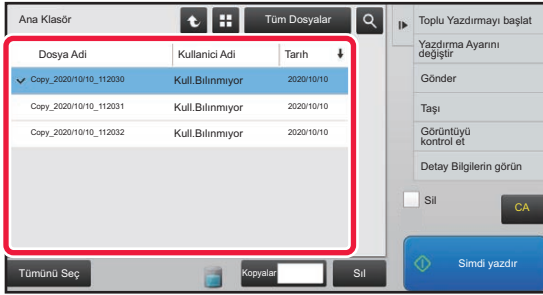 Ana Klasör
Tüm Dosyalar
Dosya Adi
Kullanici Adi
Tarıh
Copy_2020/10/10_112030
Kull.Bılınmıyor
2020/10/10
Copy_2020/10/10_112031
Kull.Bılınmıyor
2020/10/10
Copy_2020/10/10_112032
Kull.Bılınmıyor
2020/10/10
Tümünü Seç
Kopyalar
Sıl
Toplu Yazdırmayı başlat
Yazdırma Ayarını
değiştir
Gönder
Taşı
Görüntüyü
kontrol et
Detay Bilgilerin görün
Sil
CA
Simdi yazdır